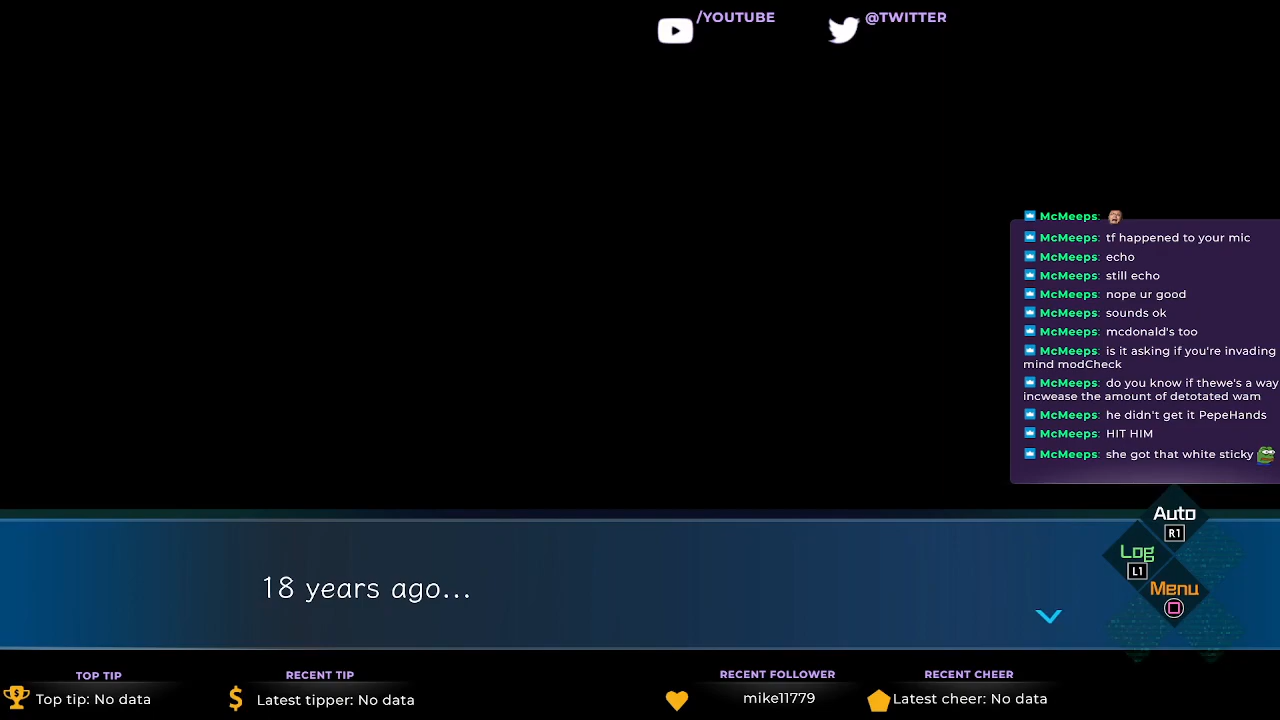 /YOUTUBE
@TWITTER
McMeeps:
McMeeps: tf happened to your mic
McMeeps: echo
McMeeps: still echo
McMeeps: nope ur good
McMeeps: sounds ok
McMeeps: mcdonald's too
McMeeps: is it asking if you're invading
mind modCheck
McMeeps: do you know if thewe's a way
incwease the amount of detotated wam
McMeeps: he didn't get it PepeHands
McMeeps: HIT HIM
McMeeps: she got that white sticky
Auto
R1
Log
L1
Menu
18 years ago...
TOP TIP
Top tip: No data
RECENT TIP
Latest tipper: No data
RECENT FOLLOWER
mike11779
RECENT CHEER
Latest cheer: No data